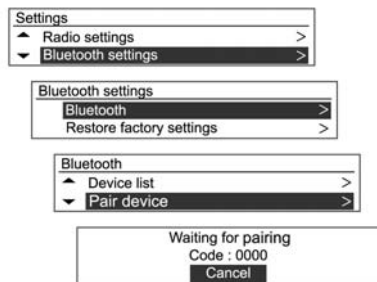 Settings
Radio settings >
Bluetooth settings >
Bluetooth settings
Bluetooth >
Restore factory settings >
Bluetooth
Device list >
Pair device >
Waiting for pairing
Code : 0000
Cancel